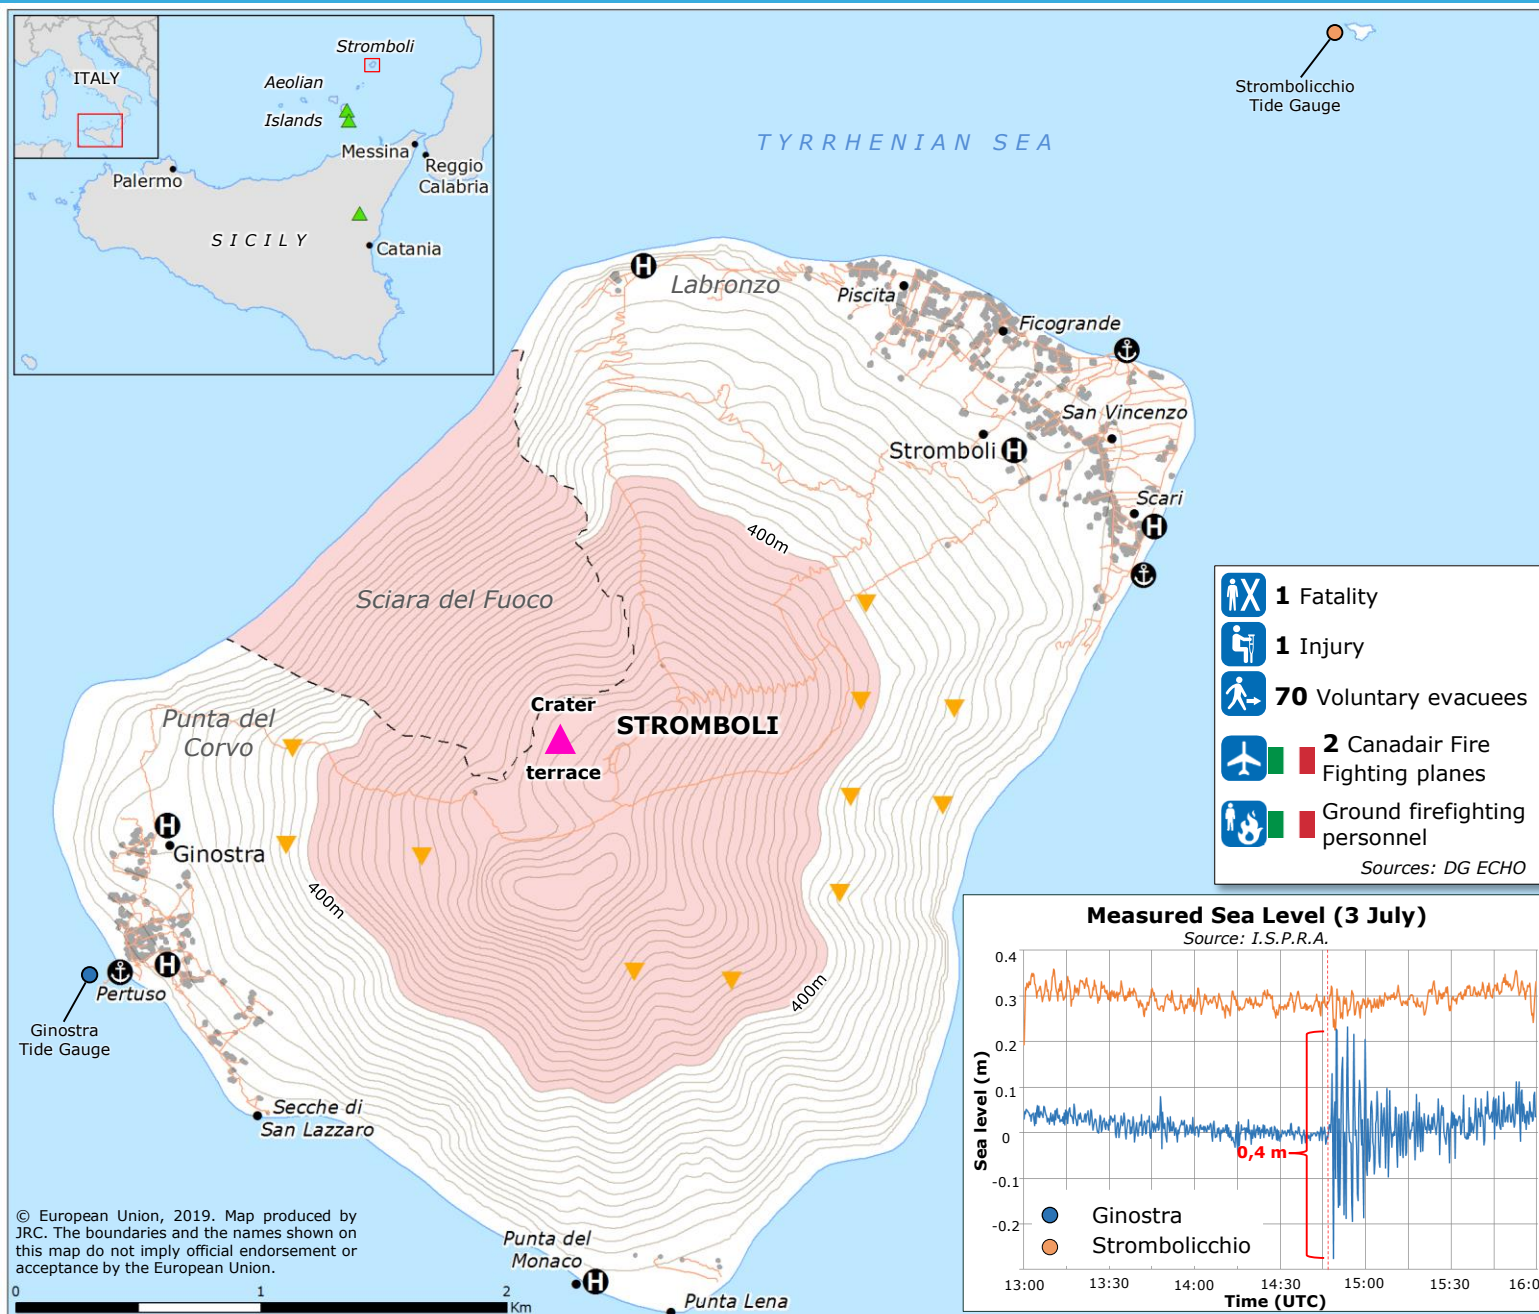 ITALY
Stromboli
Aeolian
Islands
Messina
Reggio
Calabria
Palermo
SICILY
Catania
Strombolicchio
Tide Gauge
TYRRHENIAN SEA
H
Labronzo
Piscita
Ficogrande
San Vincenzo
Stromboli H
Scari
H
400m
Sciara del Fuoco
Crater
STROMBOLI
terrace
Punta del
Corvo
H
Ginostra
400m
400m
H
Pertuso
Ginostra
Tide Gauge
Secche di
San Lazzaro
Punta del
Monaco
H
Punta Lena
1 Fatality
1 Injury
70 Voluntary evacuees
2 Canadair Fire
Fighting planes
Ground firefighting
personnel
Sources: DG ECHO
Measured Sea Level (3 July)
Source: I.S.P.R.A.
Sea level (m)
0.4
0.3
0.2
0.1
0
-0.1
-0.2
0,4 m
Ginostra
Strombolicchio
13:00 13:30 14:00 14:30 15:00 15:30 16:0
Time (UTC)
© European Union, 2019. Map produced by
JRC. The boundaries and the names shown on
this map do not imply official endorsement or
acceptance by the European Union.
0 1 2
Km